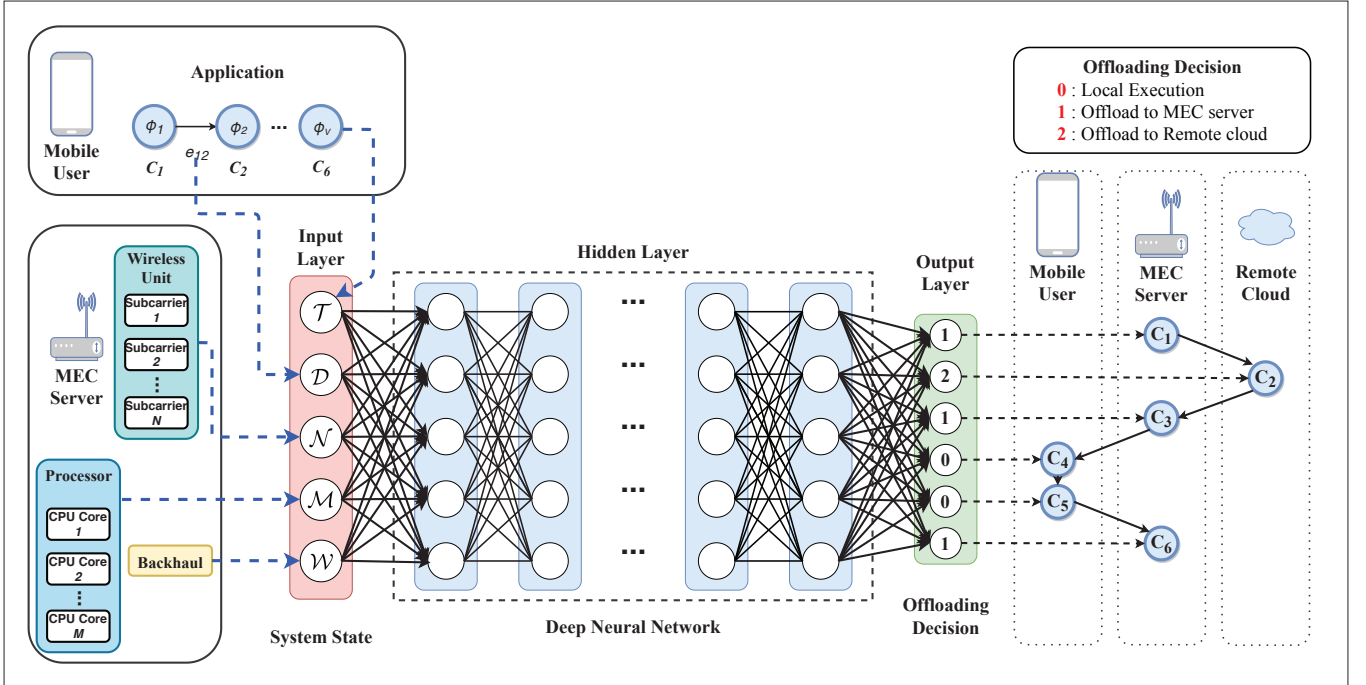 Application
Mobile
User
ϕ1
ϕ2
...
ϕv
e12
C1
C2
C6
Offloading Decision
0 : Local Execution
1 : Offload to MEC server
2 : Offload to Remote cloud
Wireless
Unit
Subcarrier
1
Subcarrier
2
Subcarrier
N
MEC
Server
Processor
CPU Core
1
CPU Core
2
CPU Core
M
Backhaul
Input
Layer
T
D
N
M
W
System State
Hidden Layer
...
...
...
...
...
Deep Neural Network
Output
Layer
1
2
1
0
0
1
Offloading
Decision
Mobile
User
MEC
Server
Remote
Cloud
C1
C2
C3
C4
C5
C6